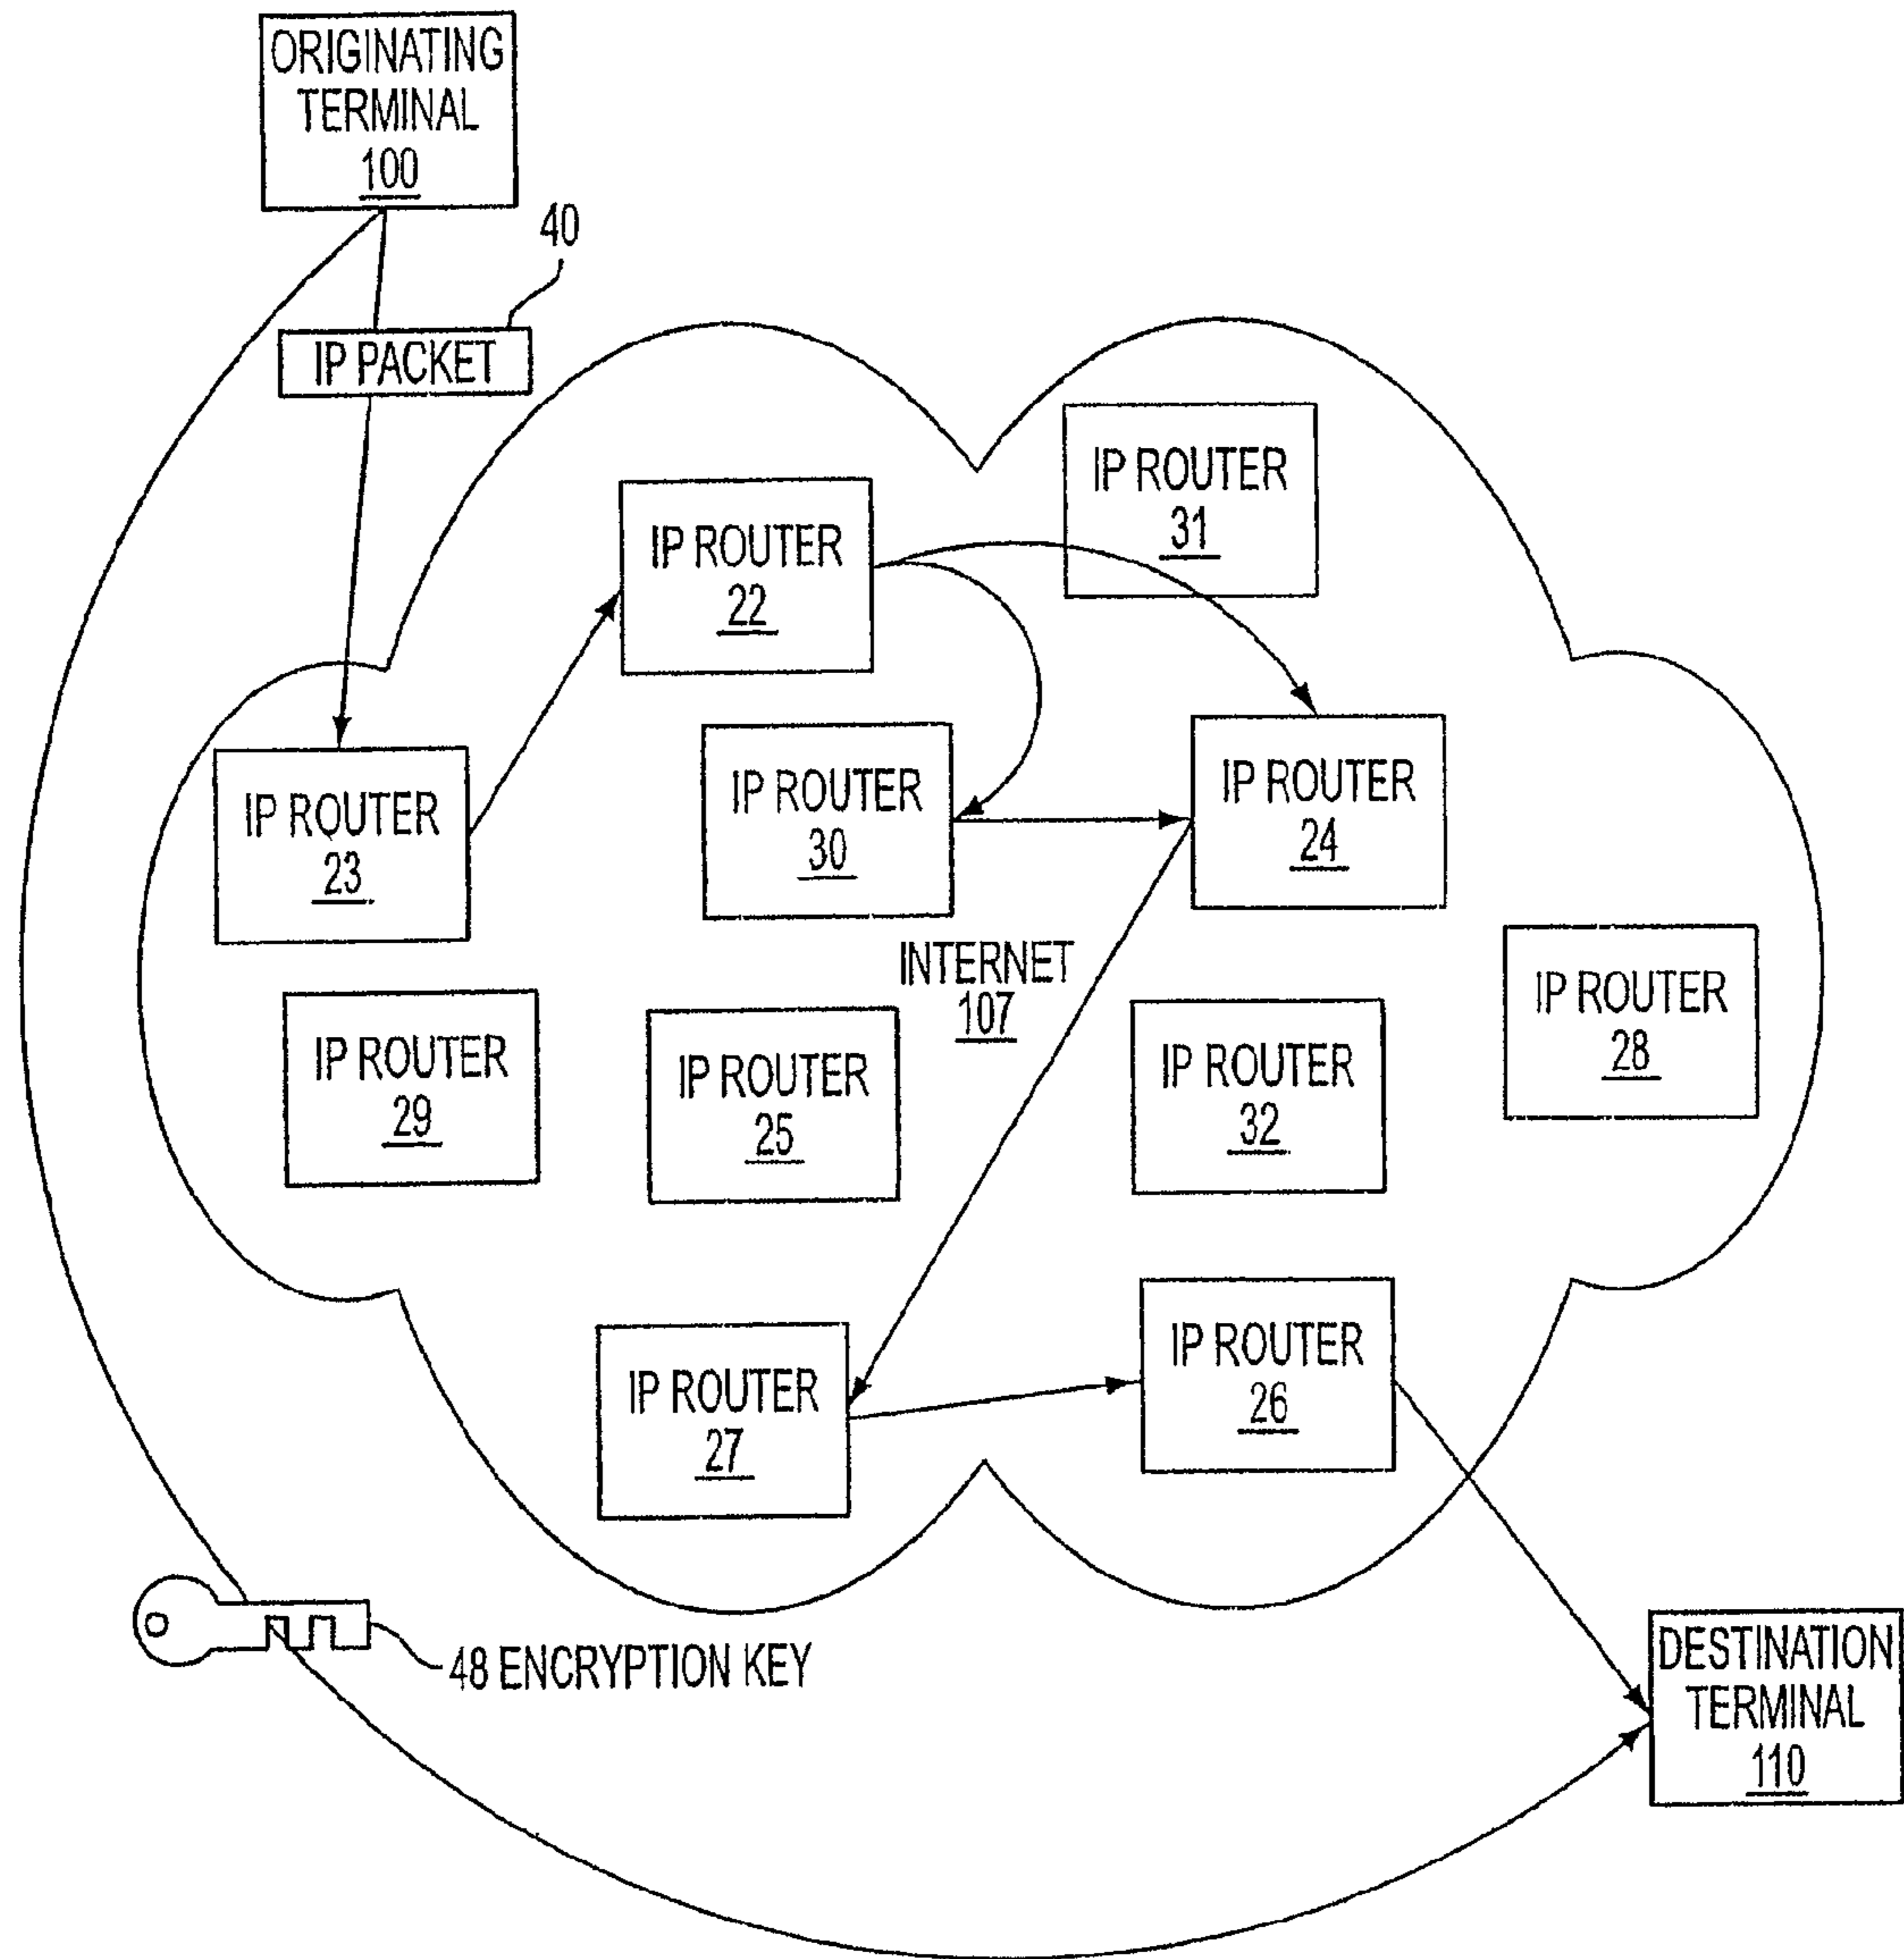 ORIGINATING
TERMINAL
100
40
IP PACKET
IP ROUTER
31
IP ROUTER
22
IP ROUTER
23
IP ROUTER
30
IP ROUTER
24
INTERNET
107
IP ROUTER
28
IP ROUTER
29
IP ROUTER
25
IP ROUTER
32
IP ROUTER
27
IP ROUTER
26
48 ENCRYPTION KEY
DESTINATION
TERMINAL
110